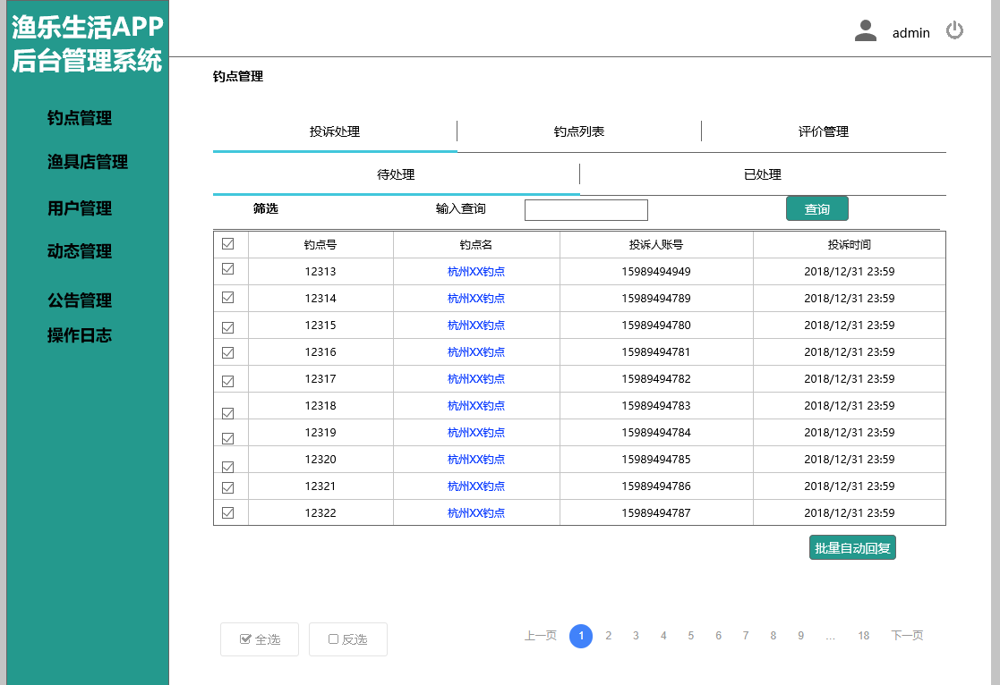 渔乐生活APP
后台管理系统
admin
钓点管理
渔具店管理
用户管理
动态管理
公告管理
操作日志
钓点管理
投诉处理 钓点列表 评价管理
待处理 已处理
筛选 输入查询 查询
钓点号 钓点名 投诉人账号 投诉时间
12313 杭州XX钓点 15989494949 2018/12/31 23:59
12314 杭州XX钓点 15989494789 2018/12/31 23:59
12315 杭州XX钓点 15989494780 2018/12/31 23:59
12316 杭州XX钓点 15989494781 2018/12/31 23:59
12317 杭州XX钓点 15989494782 2018/12/31 23:59
12318 杭州XX钓点 15989494783 2018/12/31 23:59
12319 杭州XX钓点 15989494784 2018/12/31 23:59
12320 杭州XX钓点 15989494785 2018/12/31 23:59
12321 杭州XX钓点 15989494786 2018/12/31 23:59
12322 杭州XX钓点 15989494787 2018/12/31 23:59
批量自动回复
全选 反选 上一页 1 2 3 4 5 6 7 8 9 ... 18 下一页